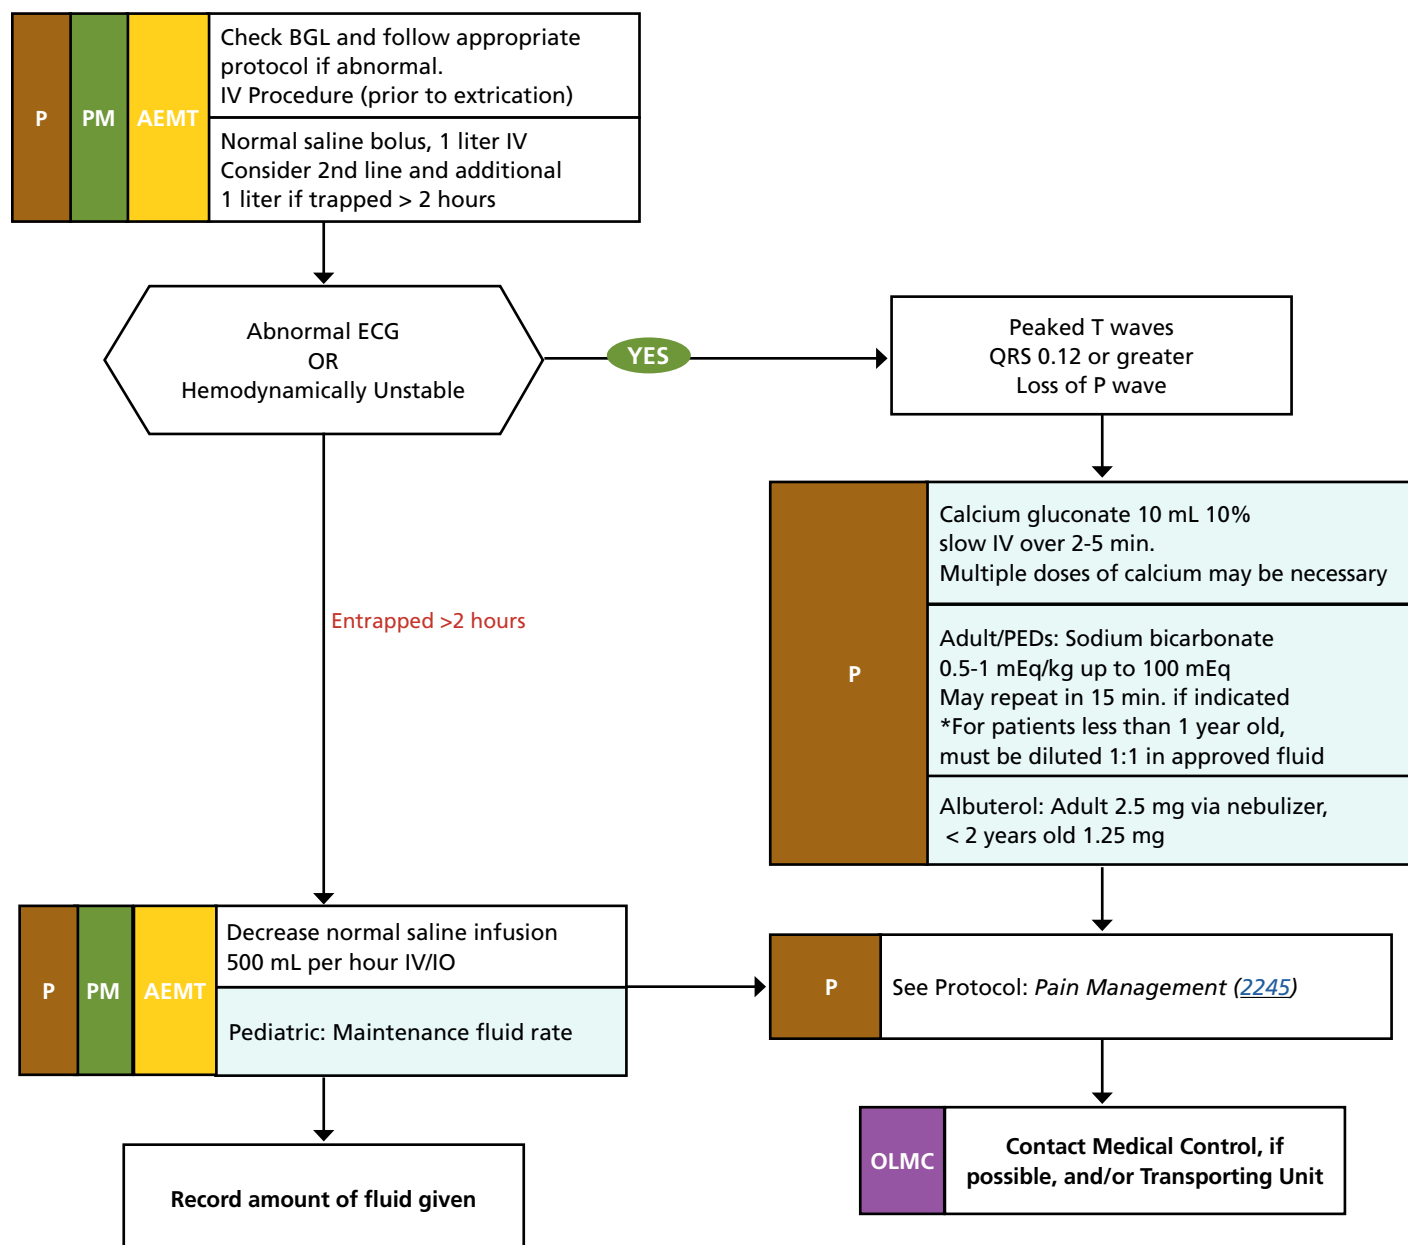 P
PM
AEMT
Check BGL and follow appropriate
protocol if abnormal.
IV Procedure (prior to extrication)
Normal saline bolus, 1 liter IV
Consider 2nd line and additional
1 liter if trapped > 2 hours
Abnormal ECG
OR
Hemodynamically Unstable
YES
Peaked T waves
QRS 0.12 or greater
Loss of P wave
P
Calcium gluconate 10 mL 10%
slow IV over 2-5 min.
Multiple doses of calcium may be necessary
Adult/PEDs: Sodium bicarbonate
0.5-1 mEq/kg up to 100 mEq
May repeat in 15 min. if indicated
*For patients less than 1 year old,
must be diluted 1:1 in approved fluid
Albuterol: Adult 2.5 mg via nebulizer,
< 2 years old 1.25 mg
Entrapped >2 hours
P
PM
AEMT
Decrease normal saline infusion
500 mL per hour IV/IO
Pediatric: Maintenance fluid rate
P
See Protocol: Pain Management (2245)
Record amount of fluid given
OLMC
Contact Medical Control, if
possible, and/or Transporting Unit